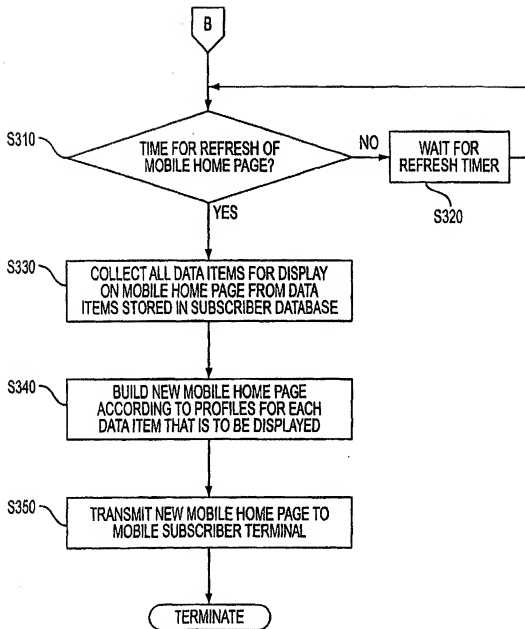 B
S310
TIME FOR REFRESH OF
MOBILE HOME PAGE?
NO
WAIT FOR
REFRESH TIMER
S320
YES
S330
COLLECT ALL DATA ITEMS FOR DISPLAY
ON MOBILE HOME PAGE FROM DATA
ITEMS STORED IN SUBSCRIBER DATABASE
S340
BUILD NEW MOBILE HOME PAGE
ACCORDING TO PROFILES FOR EACH
DATA ITEM THAT IS TO BE DISPLAYED
S350
TRANSMIT NEW MOBILE HOME PAGE TO
MOBILE SUBSCRIBER TERMINAL
TERMINATE